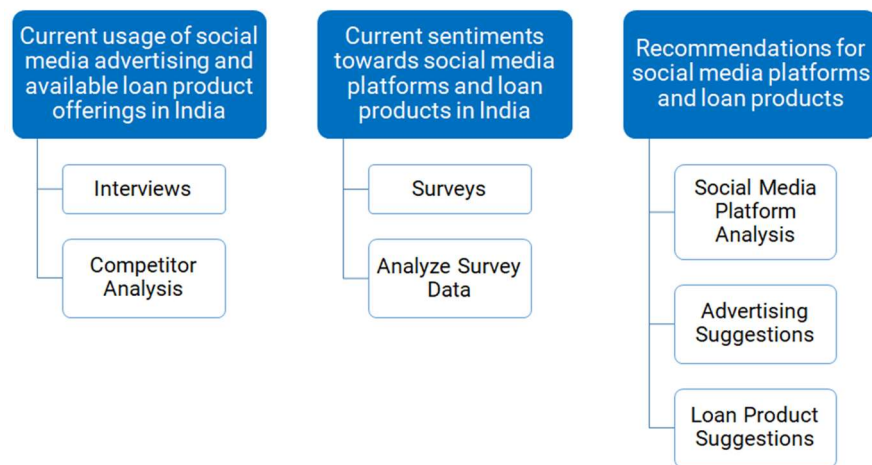 Current usage of social
media advertising and
available loan product
offerings in India
Interviews
Competitor
Analysis
Current sentiments
towards social media
platforms and loan
products in India
Surveys
Analyze Survey
Data
Recommendations for
social media platforms
and loan products
Social Media
Platform
Analysis
Advertising
Suggestions
Loan Product
Suggestions